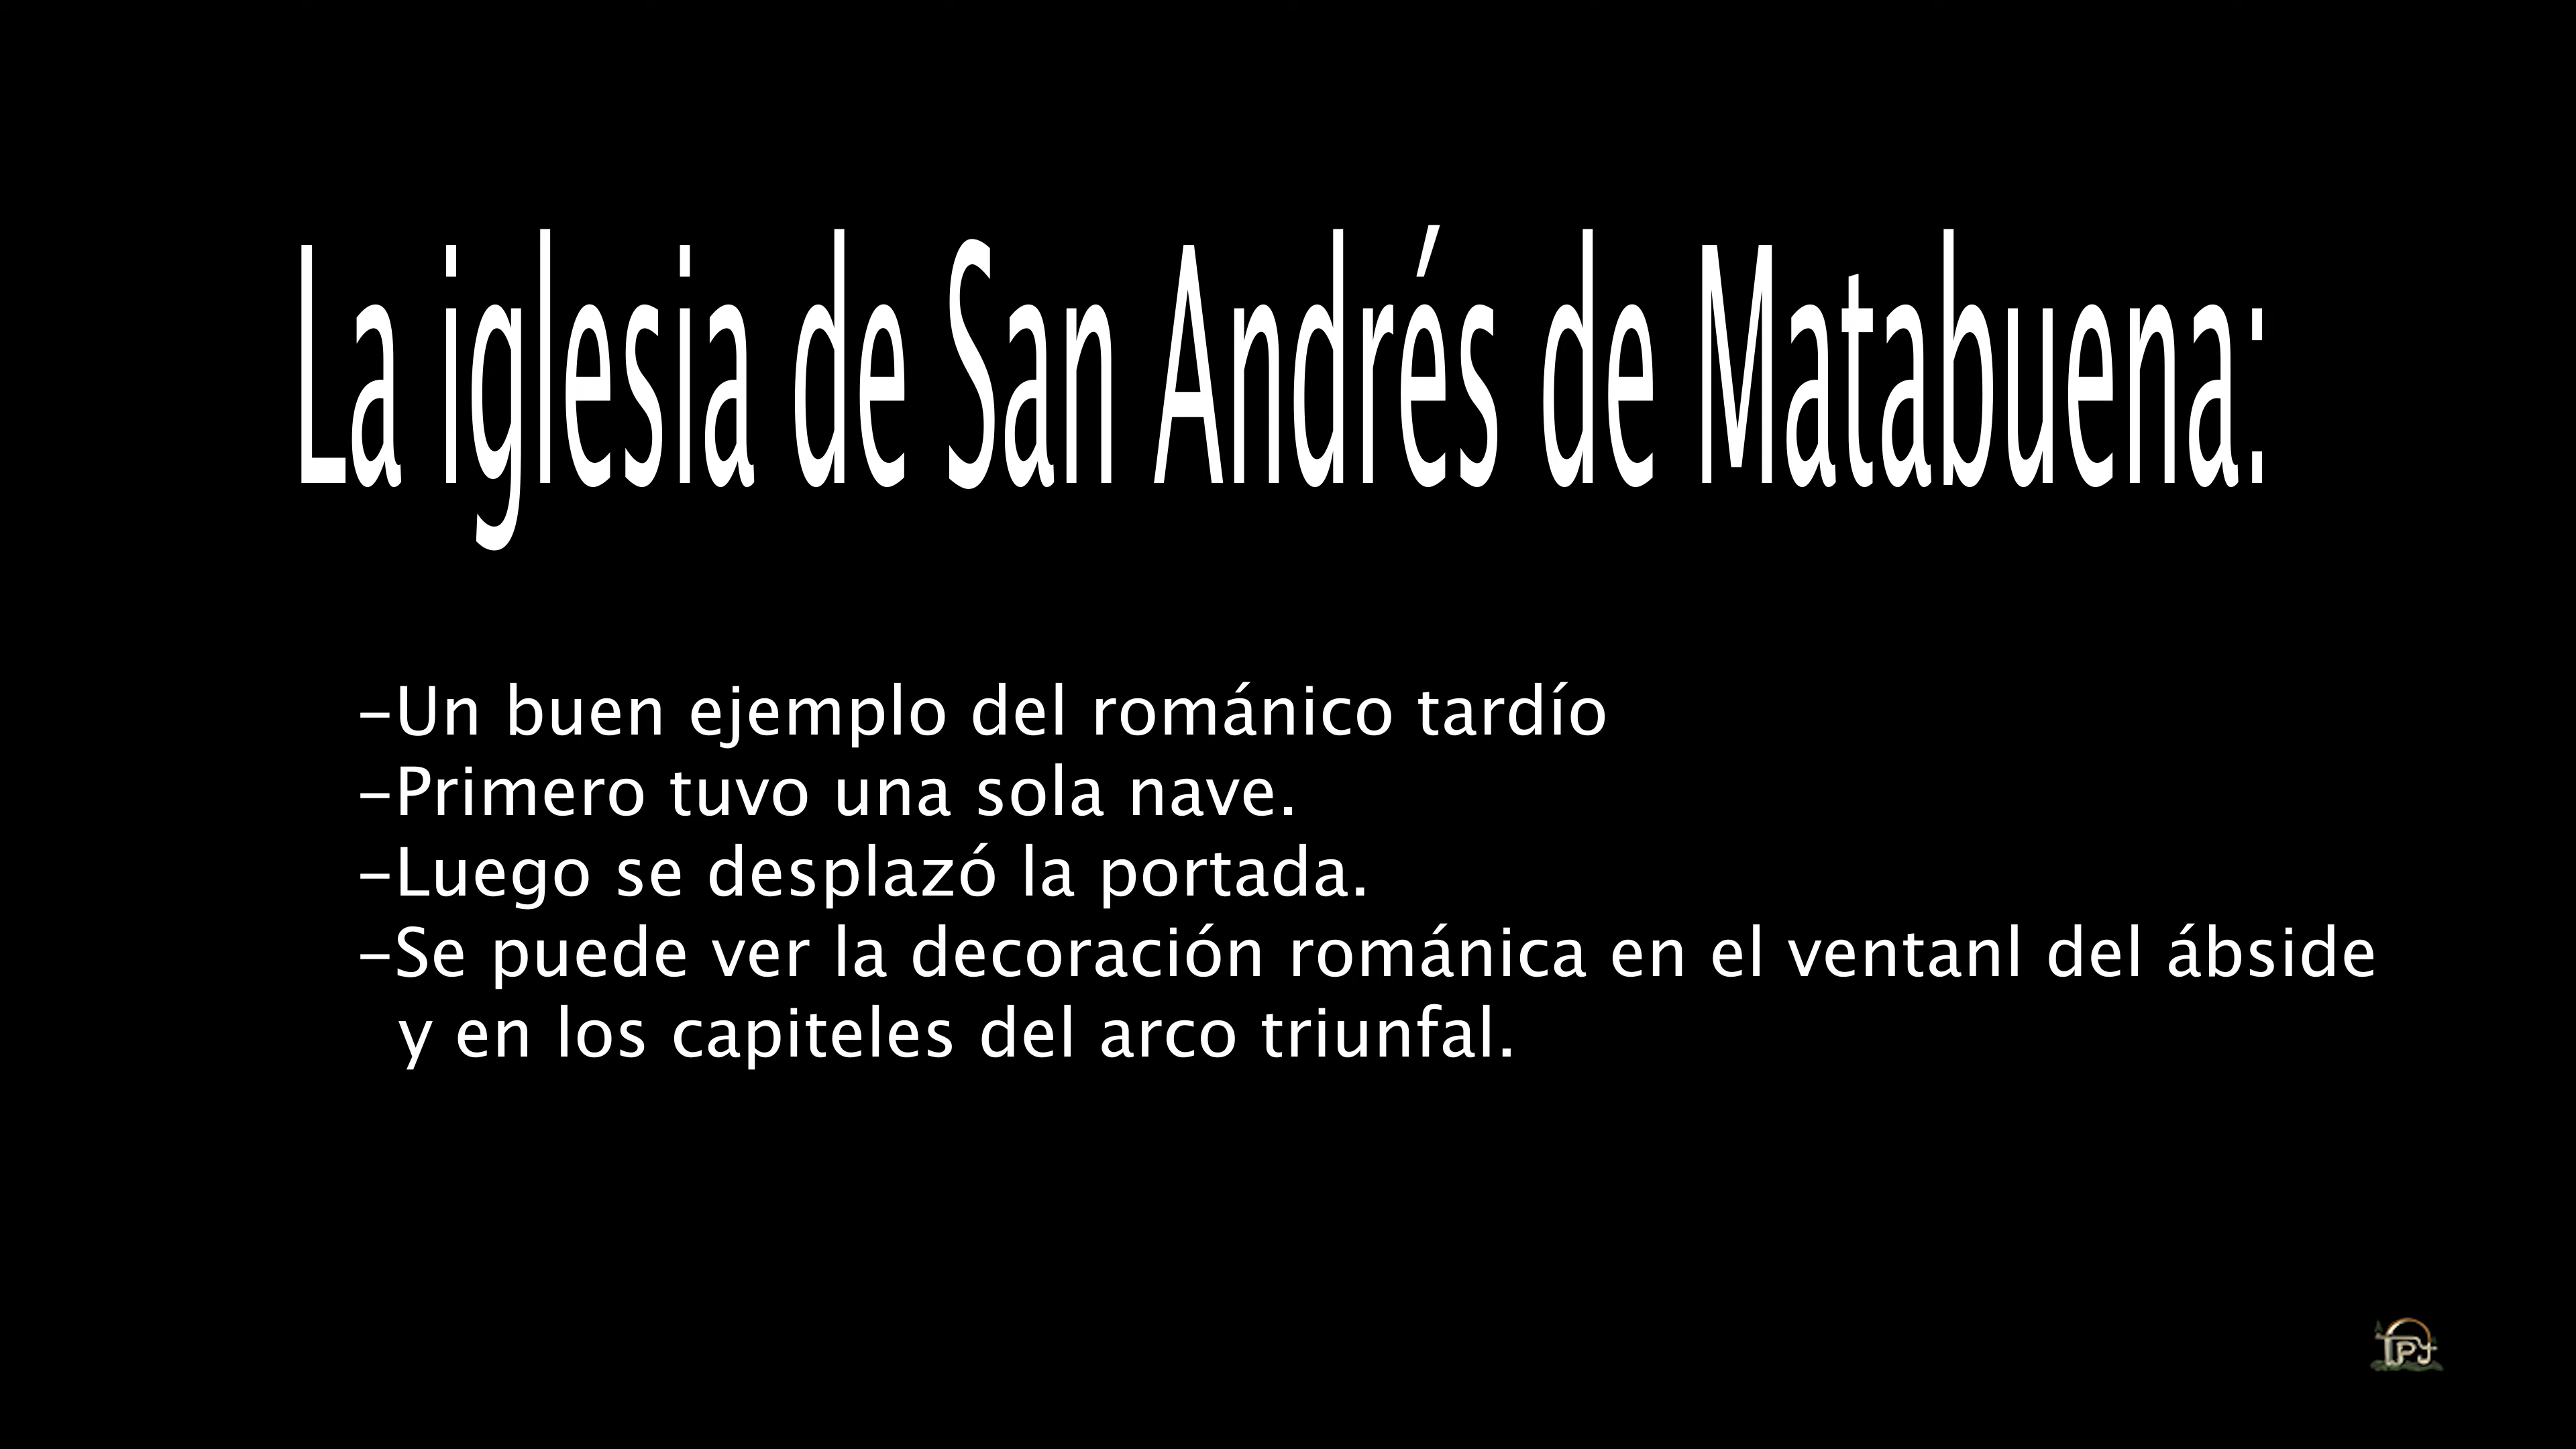 La iglesia de San Andrés de Matabuena:
-Un buen ejemplo del románico tardío
-Primero tuvo una sola nave.
-Luego se desplazó la portada.
-Se puede ver la decoración románica en el ventanl del ábside
y en los capiteles del arco triunfal.